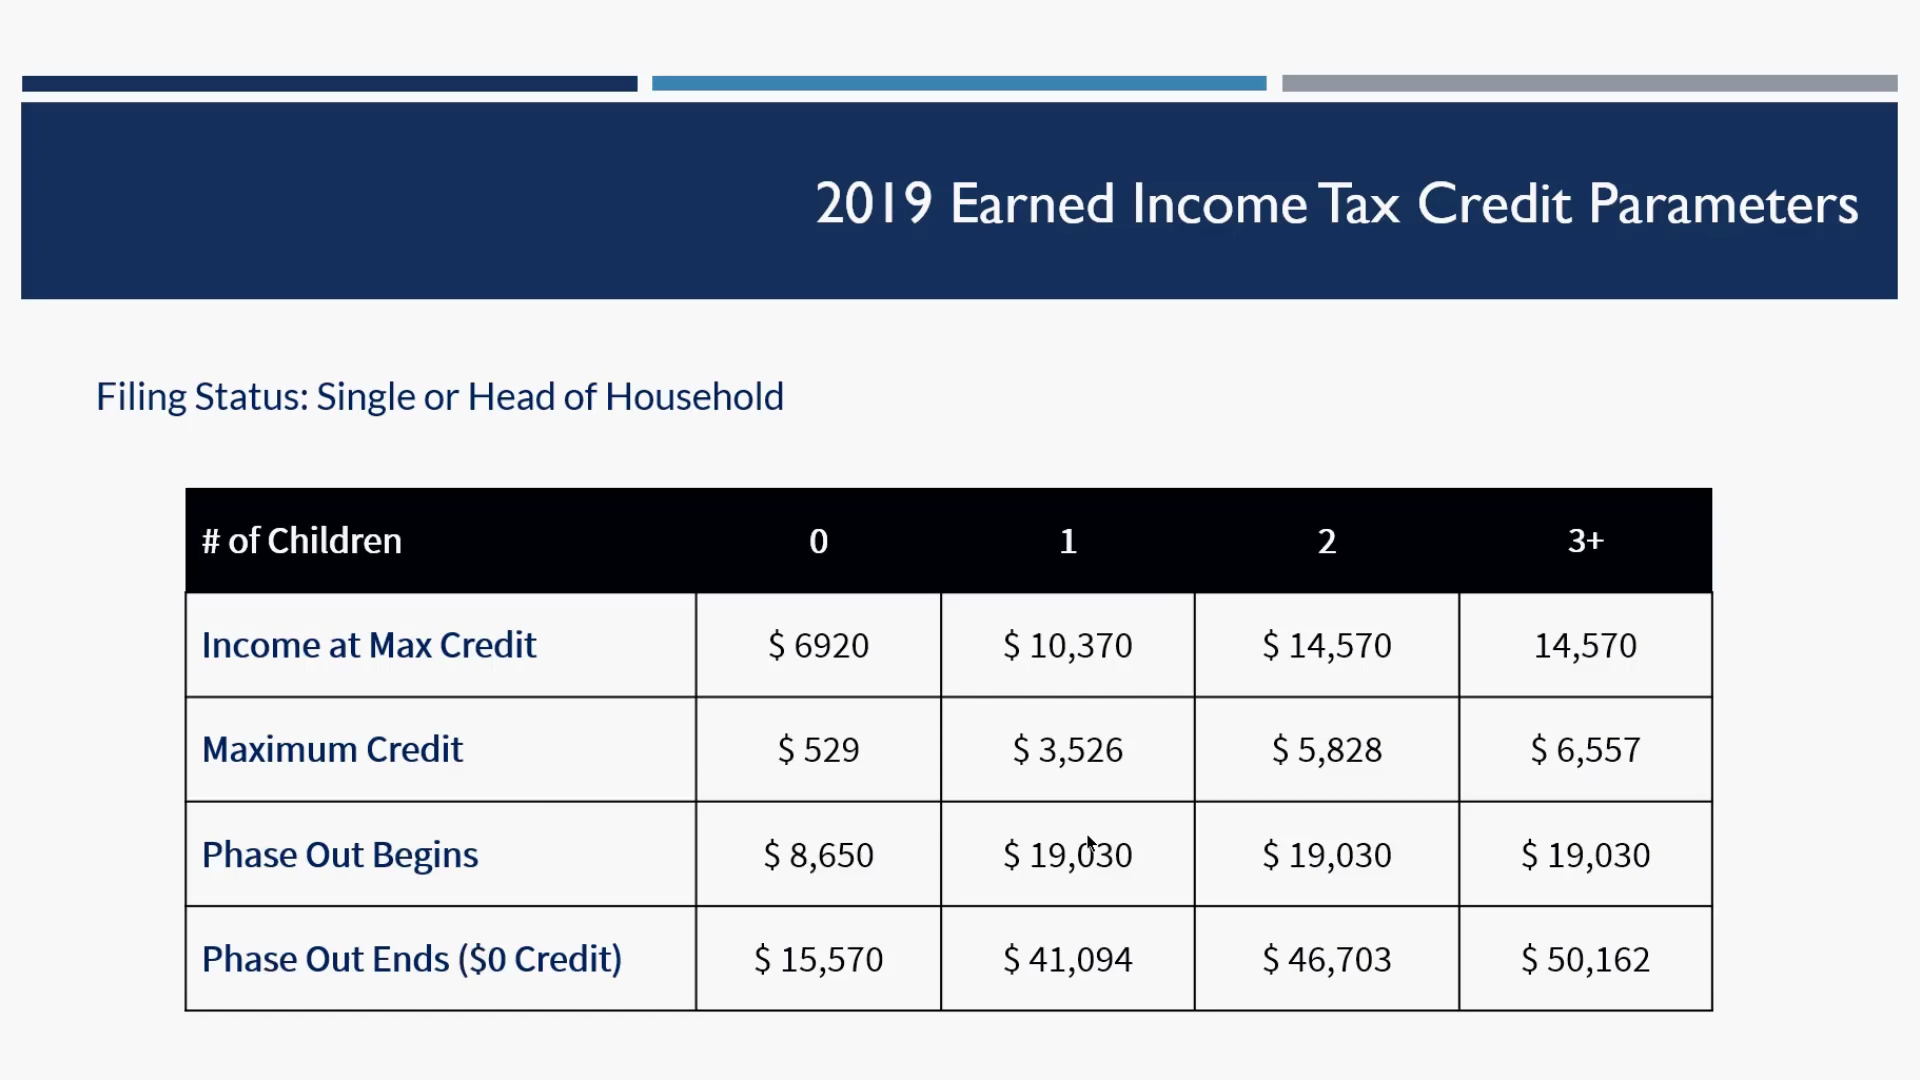 2019 Earned Income Tax Credit Parameters
Filing Status: Single or Head of Household
# of Children 0 1 2 3+
Income at Max Credit $ 6920 $ 10,370 $ 14,570 14,570
Maximum Credit $ 529 $ 3,526 $ 5,828 $ 6,557
Phase Out Begins $ 8,650 $ 19,030 $ 19,030 $ 19,030
Phase Out Ends ($0 Credit) $ 15,570 $ 41,094 $ 46,703 $ 50,162